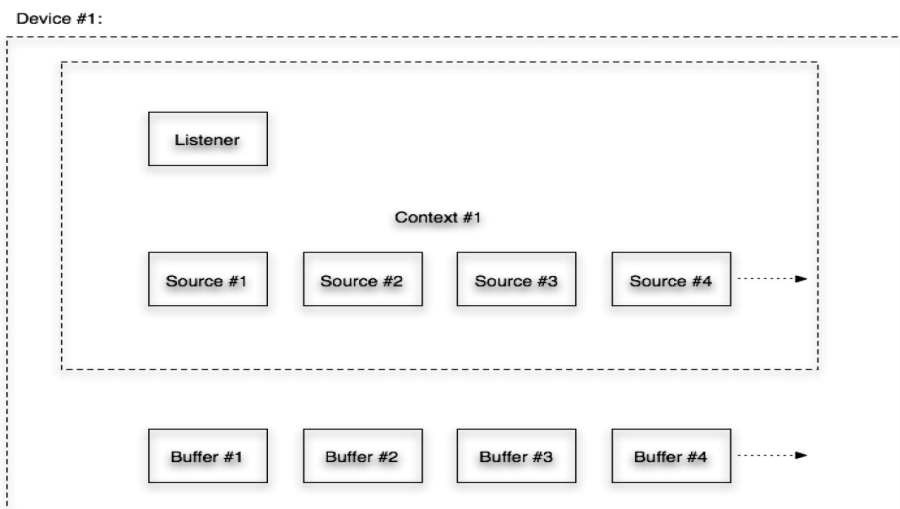 Device #1:
Listener
Context #1
Source #1 Source #2 Source #3 Source #4
Buffer #1 Buffer #2 Buffer #3 Buffer #4